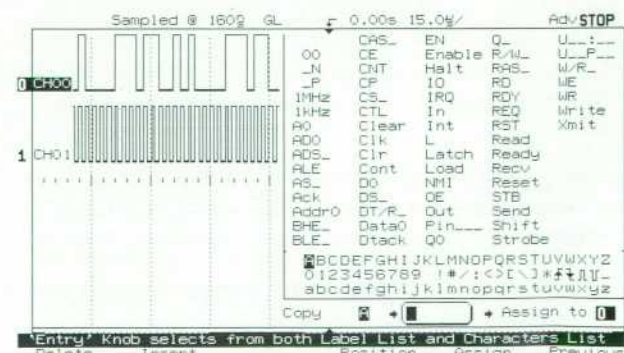 Sampled @ 160  GL  0.00s 15.0  Adv STOP
CAS_ EN Q_ U__:__
00 CE Enable R/W_ U__P__
_N CNT Halt RAS_ W/R_
_P CP IO RD WE
1MHz CS_ IRQ RDY WR
1kHz CTL In REQ Write
A0 Clear Int RST Xmit
AD0 Clk L Read
ADS_ Clr Latch Ready
ALE Cont Load Recv
AS_ D0 NMI Reset
Ack DS_ OE STB
Addr0 DT/R_ Out Send
BHE_ Data0 Pin___ Shift
BLE_ Dtack Q0 Strobe
0 CH00
1 CH01
ABCDEFGHIJKLMNOPQRSTUVWXYZ
0123456789 !#/:<>[\]*
abcdefghijklmnopqrstuvwxyz
Copy A → → Assign to 0
'Entry' Knob selects from both Label List and Characters List
Delete Insert Position Assign Previous